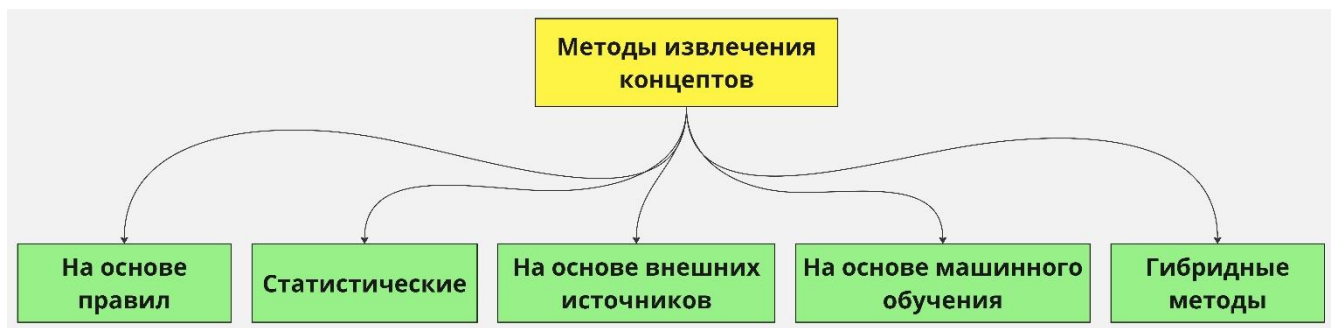 Методы извлечения
концептов
На основе
правил
Статистические
На основе внешних
источников
На основе машинного
обучения
Гибридные
методы